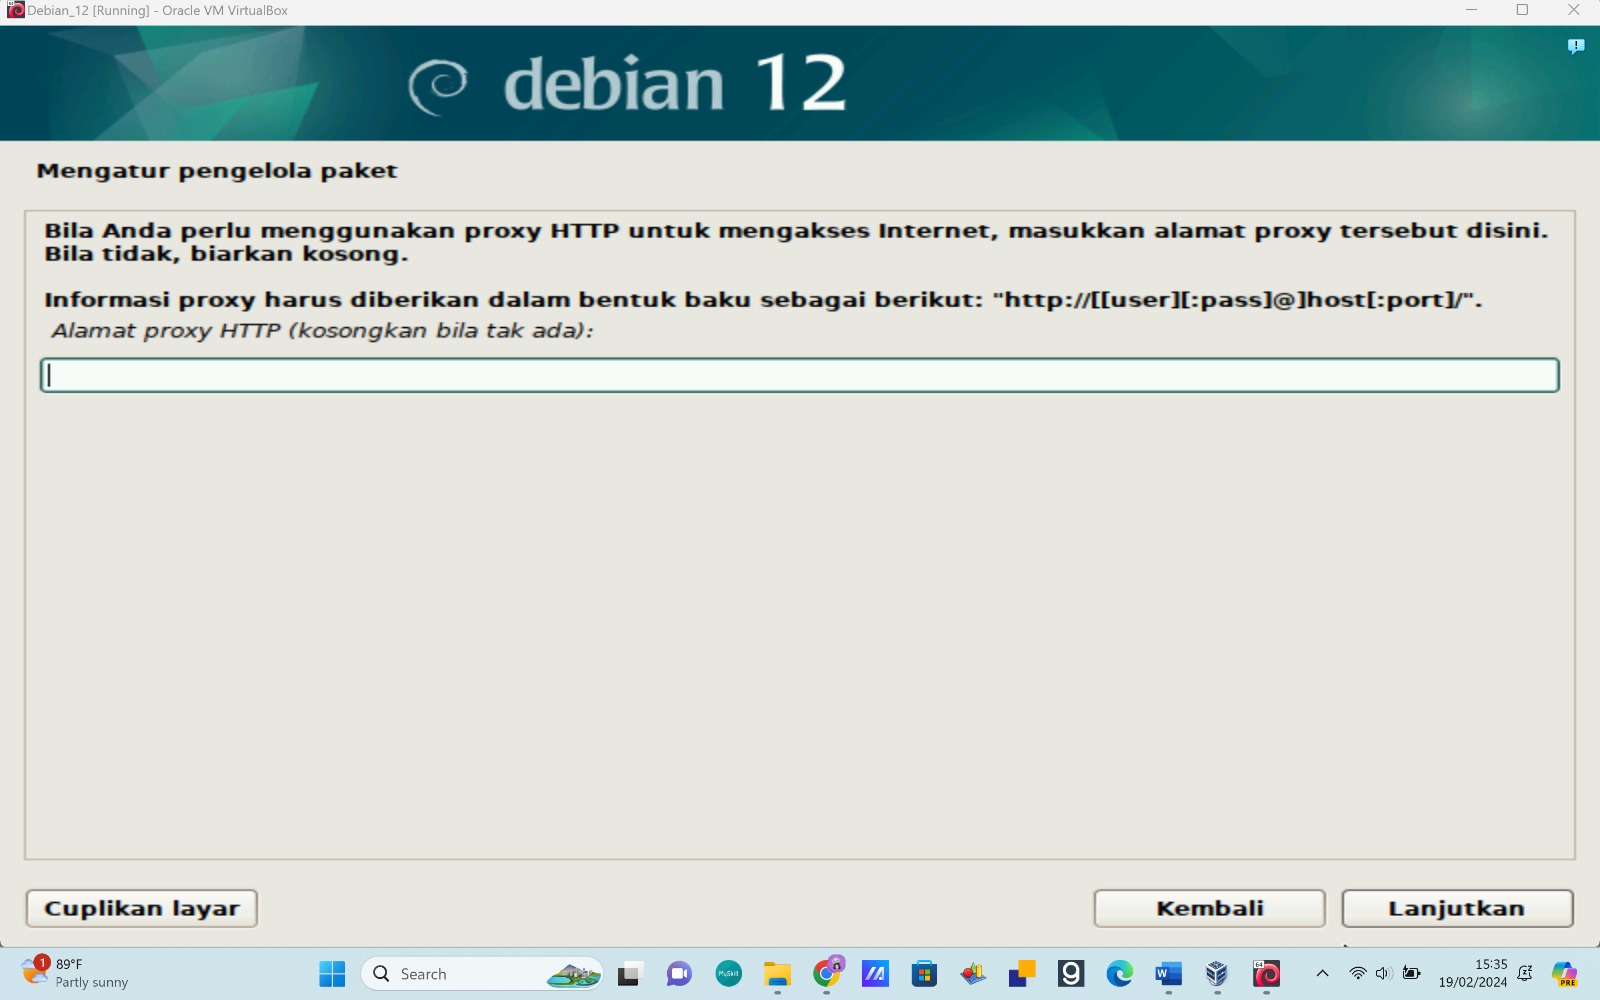 Debian_12 [Running] - Oracle VM VirtualBox
debian 12
Mengatur pengelola paket
Bila Anda perlu menggunakan proxy HTTP untuk mengakses Internet, masukkan alamat proxy tersebut disini.
Bila tidak, biarkan kosong.
Informasi proxy harus diberikan dalam bentuk baku sebagai berikut: "http://[[user][:pass]@]host[:port]/".
Alamat proxy HTTP (kosongkan bila tak ada):
Cuplikan layar
Kembali
Lanjutkan
1
89°F
Partly sunny
Search
MySkill
g
W
64
15:35
19/02/2024
PRE